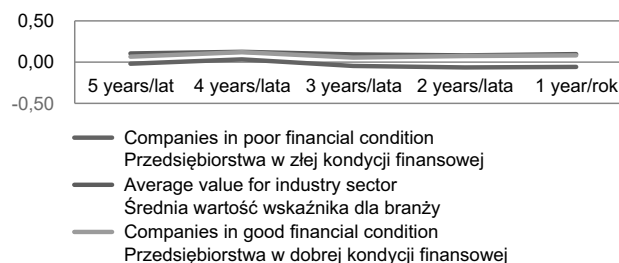 0,50
0,00
5 years/lat 4 years/lata 3 years/lata 2 years/lata 1 year/rok
-0,50
Companies in poor financial condition
Przedsiębiorstwa w złej kondycji finansowej
Average value for industry sector
Średnia wartość wskaźnika dla branży
Companies in good financial condition
Przedsiębiorstwa w dobrej kondycji finansowej